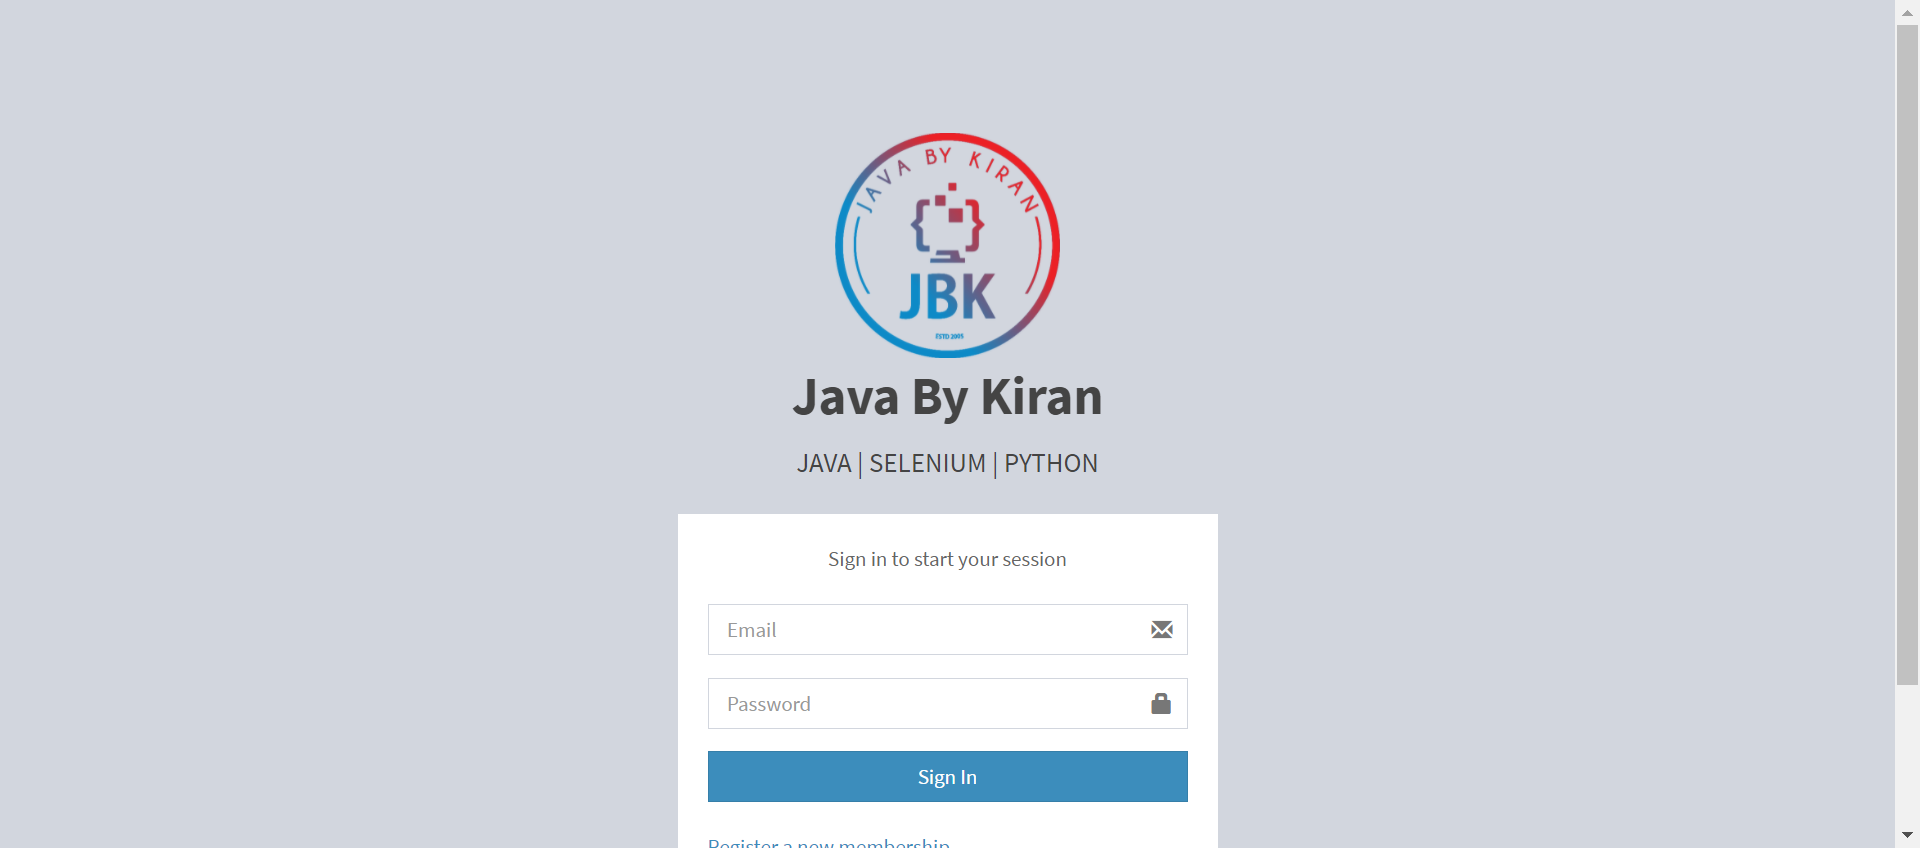 JAVA BY KIRAN
JBK
ESTD 2005
Java By Kiran
JAVA | SELENIUM | PYTHON
Sign in to start your session
Email
Password
Sign In
Register a new membership